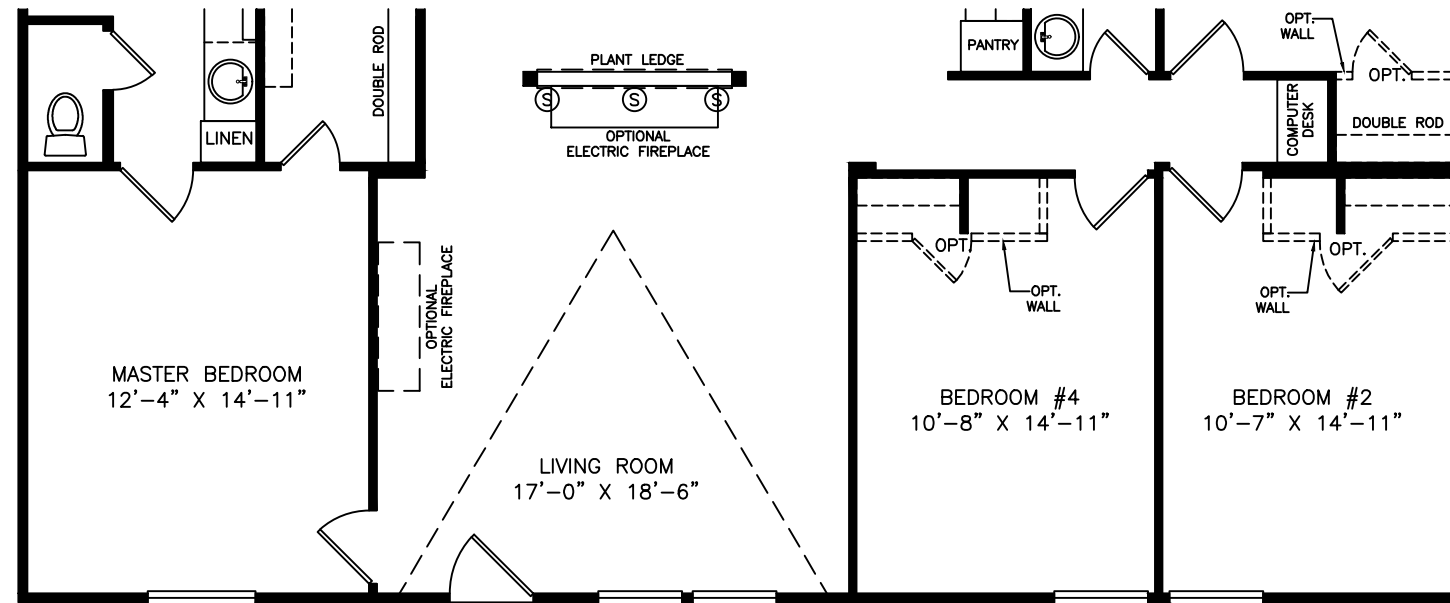 OPT.
WALL
PANTRY
PLANT LEDGE
DOUBLE ROD
OPT.
S S S
LINEN
OPTIONAL
ELECTRIC FIREPLACE
COMPUTER
DESK
DOUBLE ROD
OPTIONAL
ELECTRIC FIREPLACE
OPT.
OPT.
OPT.
WALL
OPT.
WALL
MASTER BEDROOM
12'-4" X 14'-11"
BEDROOM #4
10'-8" X 14'-11"
BEDROOM #2
10'-7" X 14'-11"
LIVING ROOM
17'-0" X 18'-6"